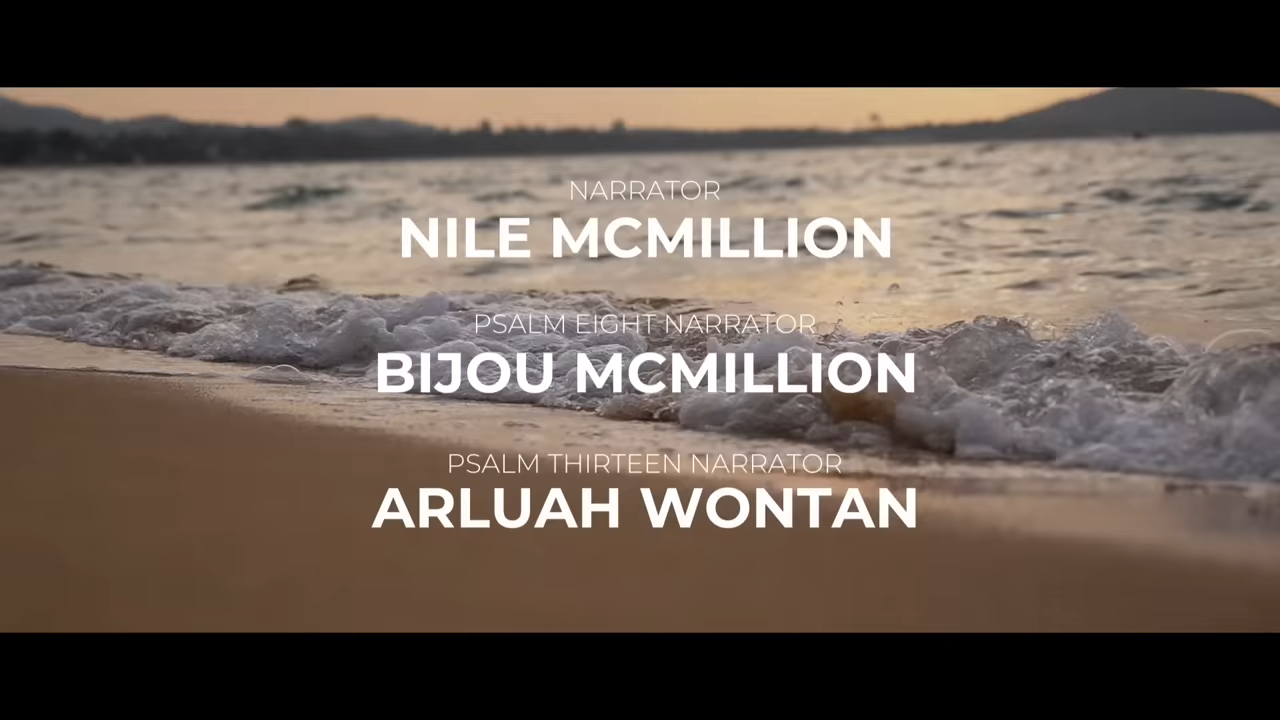 NARRATOR
NILE MCMILLION
PSALM EIGHT NARRATOR
BIJOU MCMILLION
PSALM THIRTEEN NARRATOR
ARLUAH WONTAN